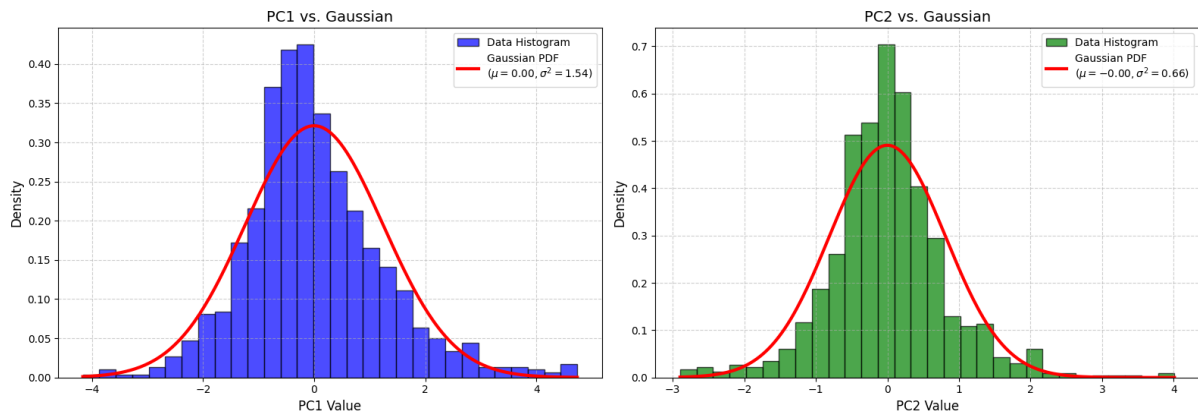 PC1 vs. Gaussian
Data Histogram
Gaussian PDF
(μ = 0.00, σ² = 1.54)
0.40
0.35
0.30
0.25
0.20
0.15
0.10
0.05
0.00
Density
−4
−2
0
2
4
PC1 Value
PC2 vs. Gaussian
Data Histogram
Gaussian PDF
(μ = −0.00, σ² = 0.66)
0.7
0.6
0.5
0.4
0.3
0.2
0.1
0.0
Density
−3
−2
−1
0
1
2
3
4
PC2 Value